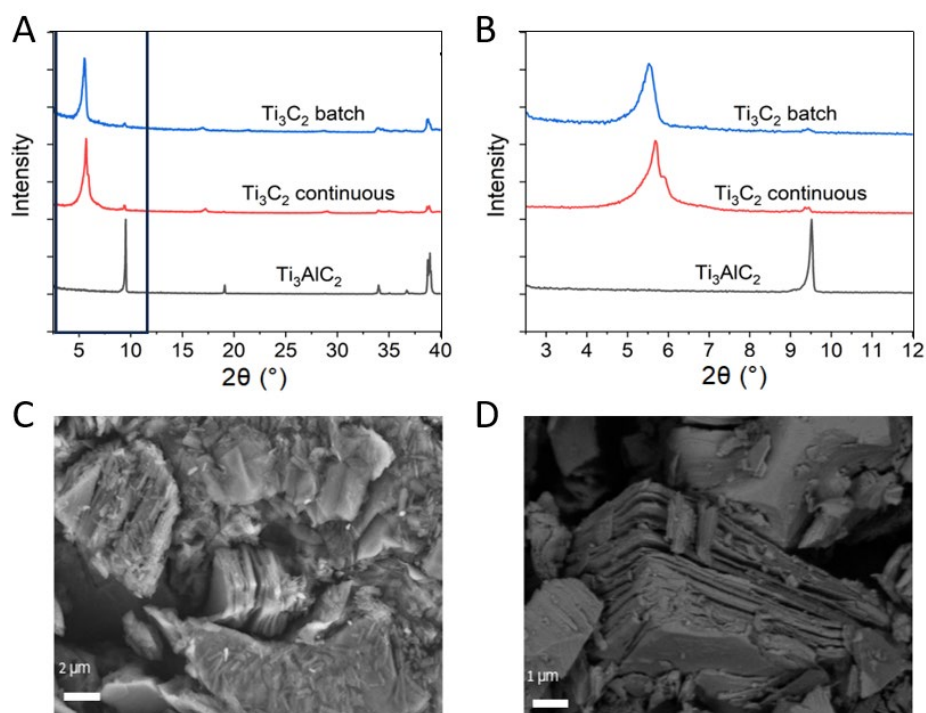 A
B
Intensity
Ti₃C₂ batch
Ti₃C₂ continuous
Ti₃AlC₂
5 10 15 20 25 30 35 40
2θ (°)
Intensity
Ti₃C₂ batch
Ti₃C₂ continuous
Ti₃AlC₂
3 4 5 6 7 8 9 10 11 12
2θ (°)
C
D
2 µm
1 µm